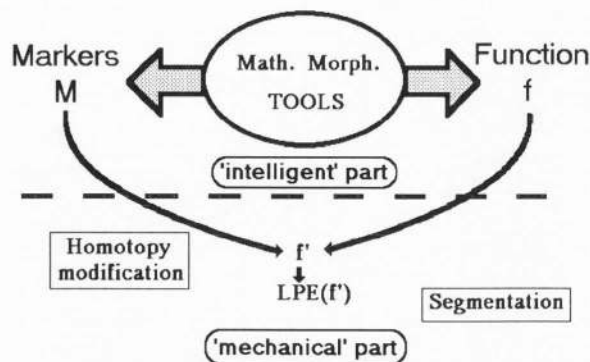 Markers
M
Math. Morph.
TOOLS
Function
f
'intelligent' part
Homotopy
modification
f'
LPE(f')
Segmentation
'mechanical' part